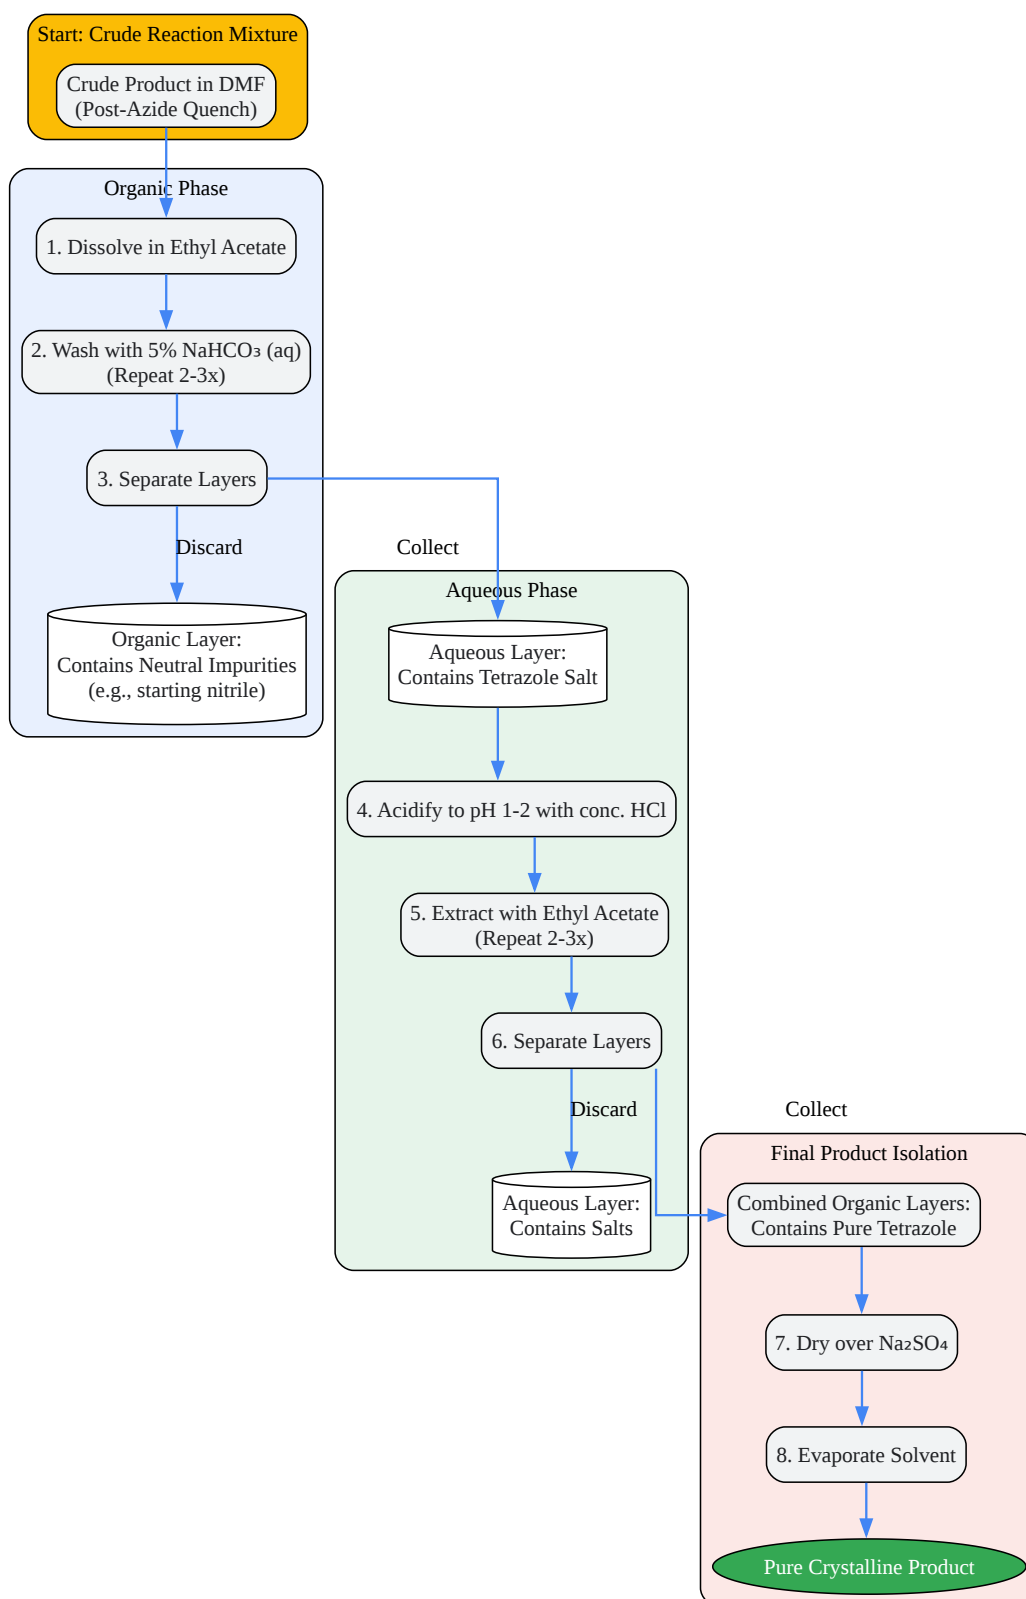 Start: Crude Reaction Mixture
Crude Product in DMF
(Post-Azide Quench)
Organic Phase
1. Dissolve in Ethyl Acetate
2. Wash with 5% NaHCO₃ (aq)
(Repeat 2-3x)
3. Separate Layers
Discard
Collect
Organic Layer:
Contains Neutral Impurities
(e.g., starting nitrile)
Aqueous Phase
Aqueous Layer:
Contains Tetrazole Salt
4. Acidify to pH 1-2 with conc. HCl
5. Extract with Ethyl Acetate
(Repeat 2-3x)
6. Separate Layers
Discard
Collect
Aqueous Layer:
Contains Salts
Final Product Isolation
Combined Organic Layers:
Contains Pure Tetrazole
7. Dry over Na₂SO₄
8. Evaporate Solvent
Pure Crystalline Product